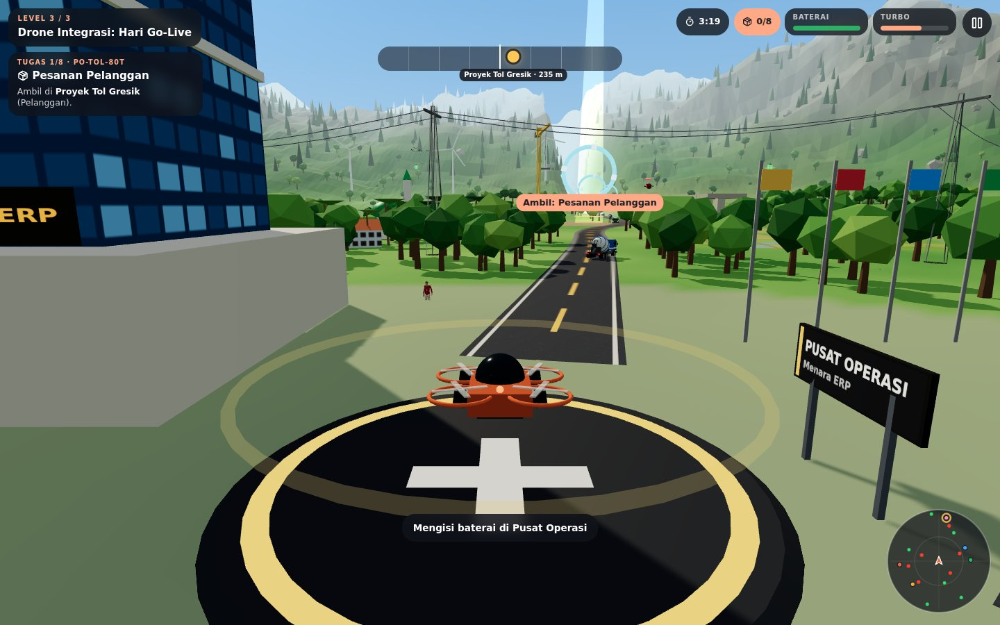 LEVEL 3 / 3
Drone Integrasi: Hari Go-Live
TUGAS 1/8 · PO-TOL-80T
Pesanan Pelanggan
Ambil di Proyek Tol Gresik
(Pelanggan).
3:19
0/8
BATERAI
TURBO
Proyek Tol Gresik · 235 m
Ambil: Pesanan Pelanggan
ERP
PUSAT OPERASI
Menara ERP
Mengisi baterai di Pusat Operasi